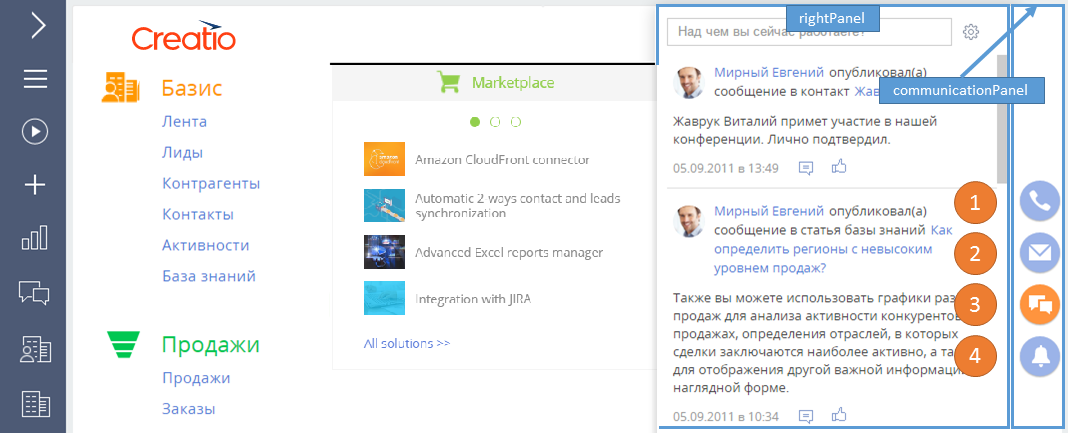 Creatio
Базис
Лента
Лиды
Контрагенты
Контакты
Активности
База знаний
Продажи
Продажи
Заказы
Marketplace
Amazon CloudFront connector
Automatic 2 ways contact and leads
synchronization
Advanced Excel reports manager
Integration with JIRA
All solutions >>
rightPanel
Над чем вы сейчас работаете?
communicationPanel
Мирный Евгений опубликовал(а)
сообщение в контакт Жав
Жаврук Виталий примет участие в нашей
конференции. Лично подтвердил.
05.09.2011 в 13:49
Мирный Евгений опубликовал(а)
сообщение в статья базы знаний Как
определить регионы с невысоким
уровнем продаж?
Также вы можете использовать графики раз
продаж для анализа активности конкурентов
продажах, определения отраслей, в которых
сделки заключаются наиболее активно, а та
для отображения другой важной информаци
наглядной форме.
05.09.2011 в 10:34
1
2
3
4